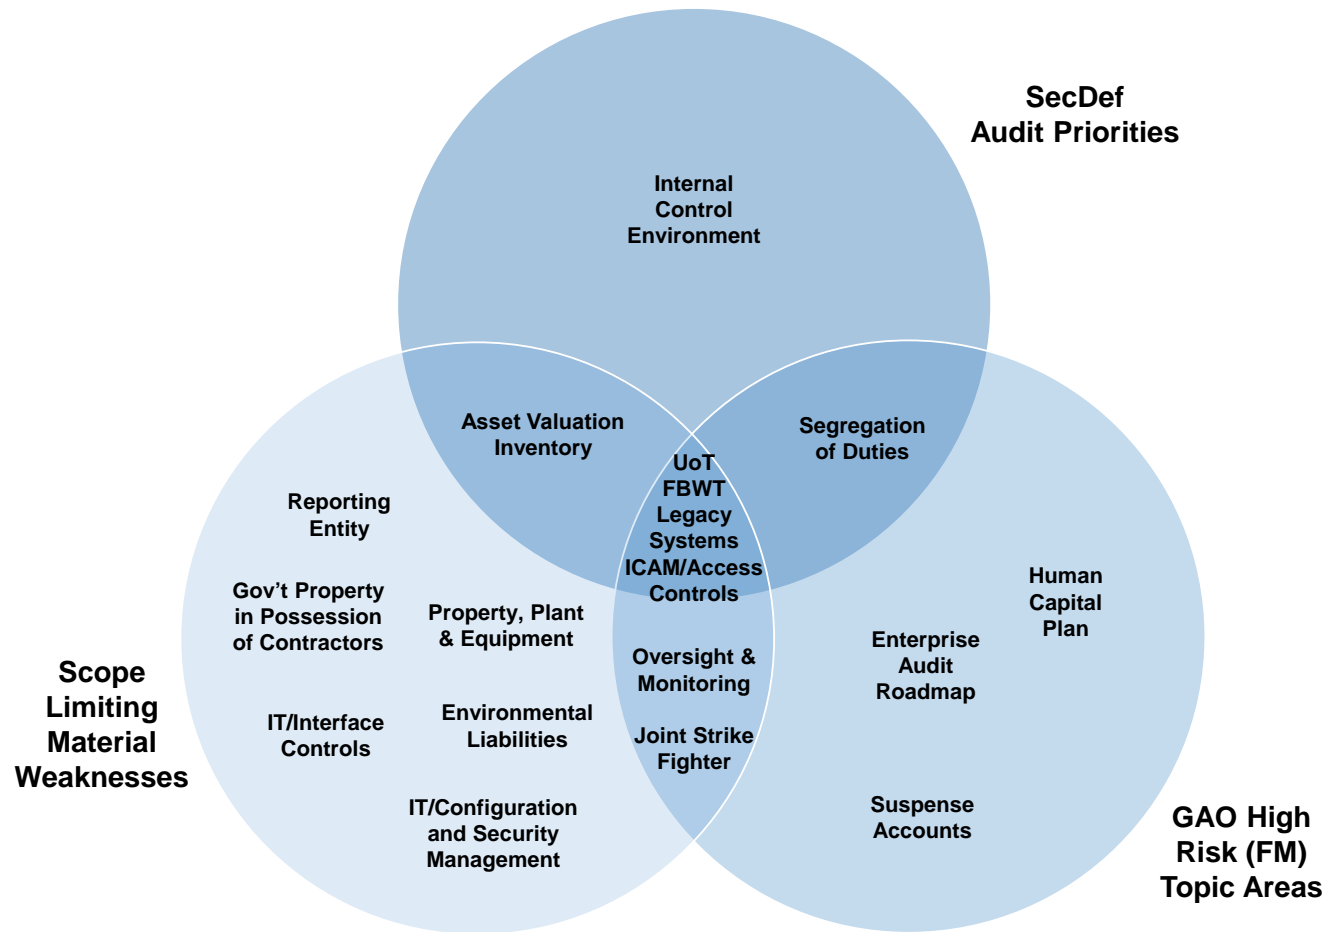 SecDef
Audit Priorities
Internal
Control
Environment
Asset Valuation
Inventory
Segregation
of Duties
UoT
FBWT
Legacy
Systems
ICAM/Access
Controls
Reporting
Entity
Gov’t Property
in Possession
of Contractors
Property, Plant
& Equipment
Human
Capital
Plan
Enterprise
Audit
Roadmap
Oversight &
Monitoring
Scope
Limiting
Material
Weaknesses
IT/Interface
Controls
Environmental
Liabilities
Joint Strike
Fighter
IT/Configuration
and Security
Management
Suspense
Accounts
GAO High
Risk (FM)
Topic Areas